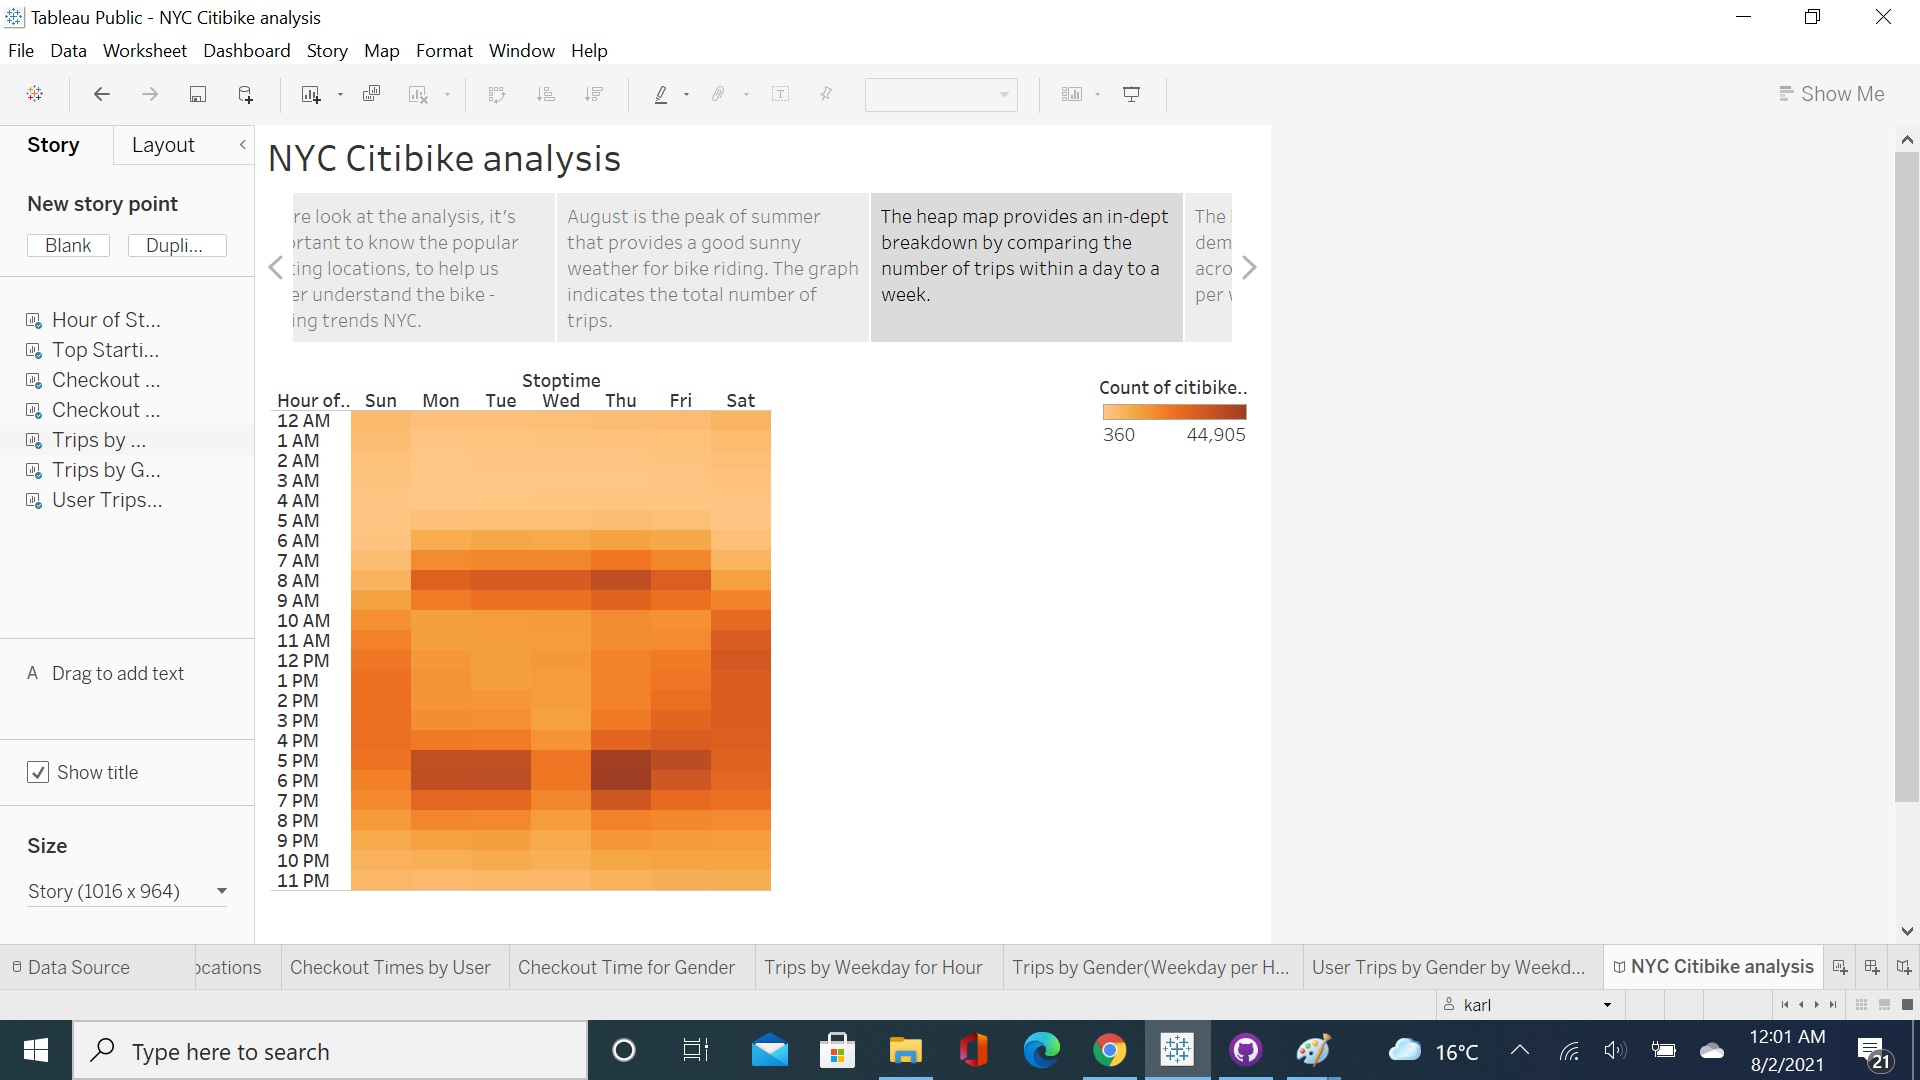 Tableau Public - NYC Citibike analysis
File Data Worksheet Dashboard Story Map Format Window Help
Show Me
Story Layout
New story point
Blank Dupli...
Hour of St...
Top Starti...
Checkout ...
Checkout ...
Trips by ...
Trips by G...
User Trips...
A Drag to add text
Show title
Size
Story (1016 x 964)
NYC Citibike analysis
re look at the analysis, it's
rtant to know the popular
ing locations, to help us
er understand the bike -
ing trends NYC.
August is the peak of summer
that provides a good sunny
weather for bike riding. The graph
indicates the total number of
trips.
The heap map provides an in-dept
breakdown by comparing the
number of trips within a day to a
week.
The
dem
acro
per
Stoptime
Hour of.. Sun Mon Tue Wed Thu Fri Sat
12 AM
1 AM
2 AM
3 AM
4 AM
5 AM
6 AM
7 AM
8 AM
9 AM
10 AM
11 AM
12 PM
1 PM
2 PM
3 PM
4 PM
5 PM
6 PM
7 PM
8 PM
9 PM
10 PM
11 PM
Count of citibike..
360 44,905
Data Source ocations Checkout Times by User Checkout Time for Gender Trips by Weekday for Hour Trips by Gender(Weekday per H... User Trips by Gender by Weekd... NYC Citibike analysis
karl
Type here to search
16°C
12:01 AM
8/2/2021
21